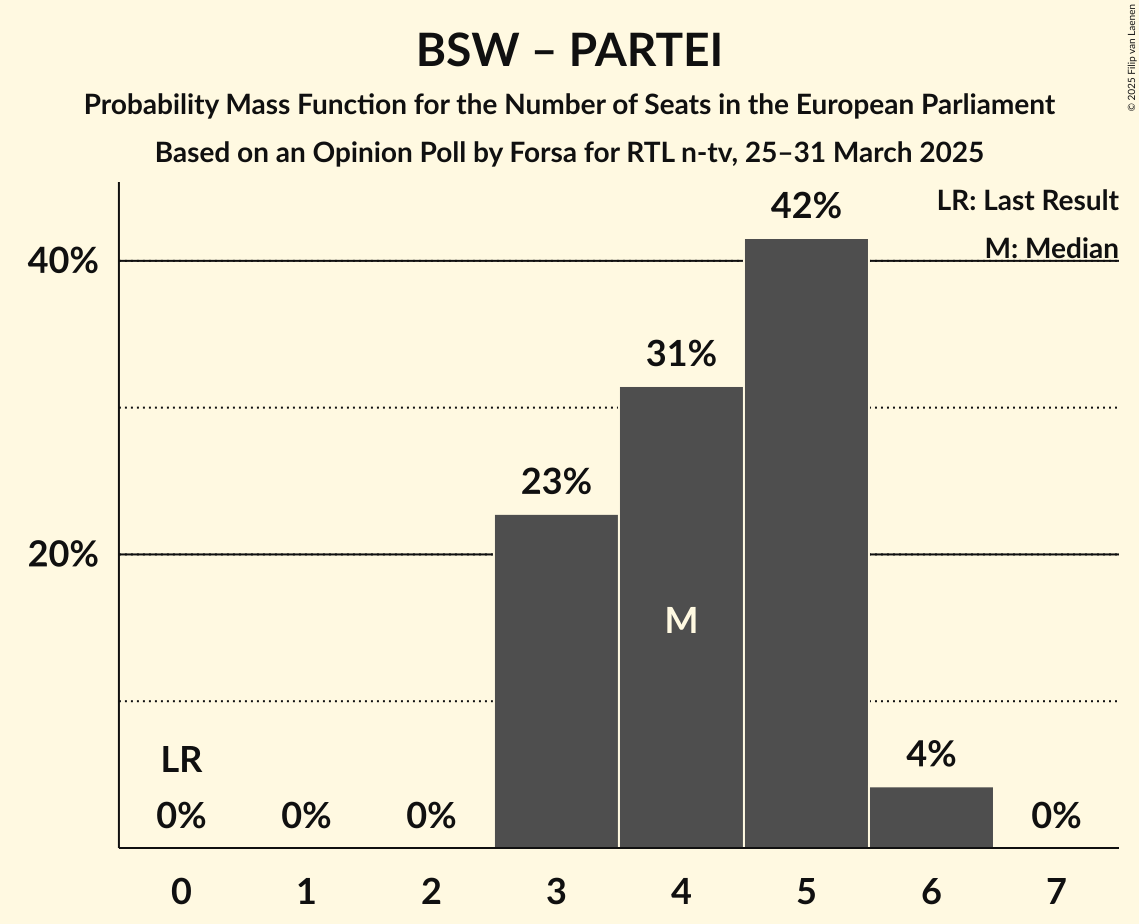 BSW – PARTEI
Probability Mass Function for the Number of Seats in the European Parliament
Based on an Opinion Poll by Forsa for RTL n-tv, 25–31 March 2025
© 2025 Filip van Laenen
LR: Last Result
M: Median
40%
20%
42%
31%
23%
M
4%
LR
0% 0% 0% 0%
0 1 2 3 4 5 6 7